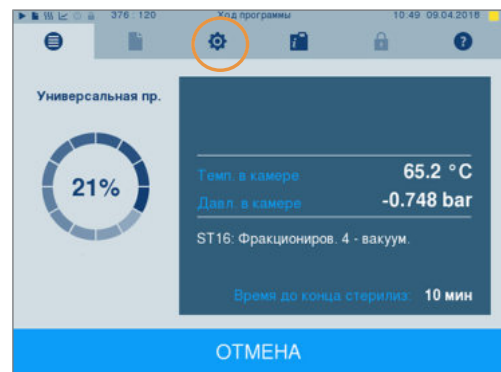 376 : 120 Ход программы 10:49 09.04.2018
Универсальная пр.
21%
Темп. в камере 65.2 °C
Давл. в камере -0.748 bar
ST16: Фракциониров. 4 - вакуум.
Время до конца стерилиз: 10 мин
ОТМЕНА